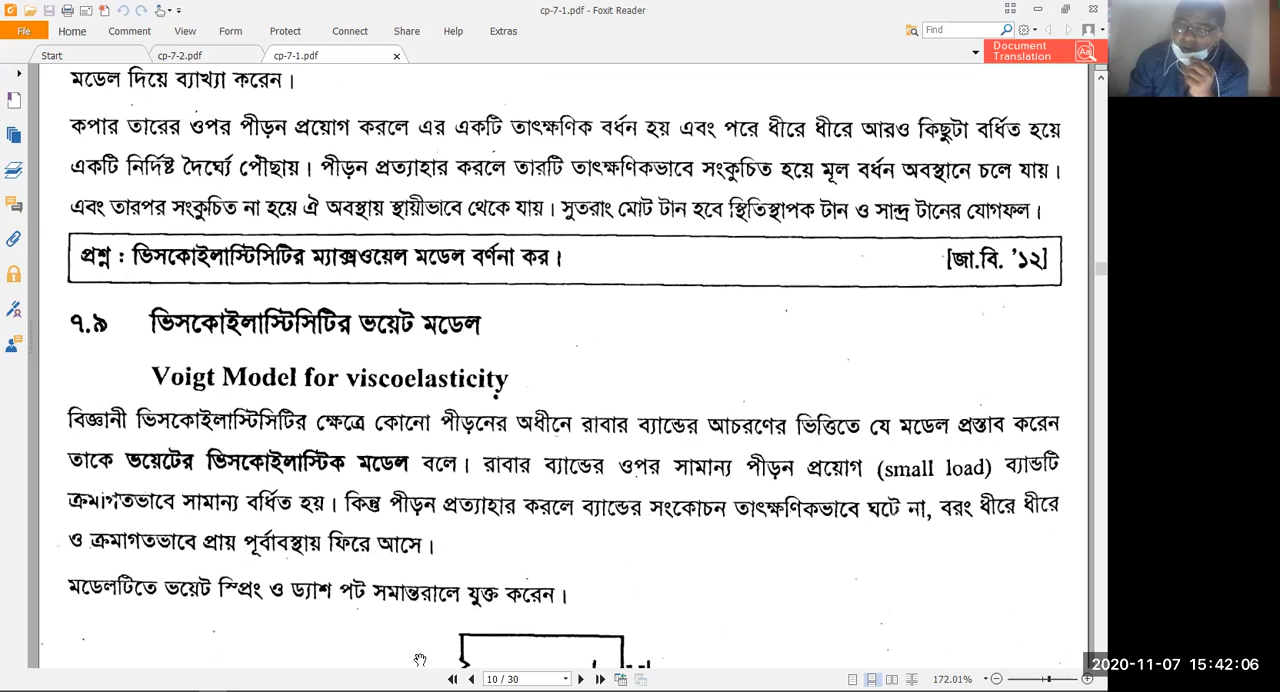 cp-7-1.pdf - Foxit Reader
File Home Comment View Form Protect Connect Share Help Extras
Find
Start cp-7-2.pdf cp-7-1.pdf
Document Translation
মডেল দিয়ে ব্যাখ্যা করেন।
কপার তারের ওপর পীড়ন প্রয়োগ করলে এর একটি তাৎক্ষণিক বর্ধন হয় এবং পরে ধীরে ধীরে আরও কিছুটা বর্ধিত হয়ে
একটি নির্দিষ্ট দৈর্ঘ্যে পৌঁছায়। পীড়ন প্রত্যাহার করলে তারটি তাৎক্ষণিকভাবে সংকুচিত হয়ে মূল বর্ধন অবস্থানে চলে যায়।
এবং তারপর সংকুচিত না হয়ে ঐ অবস্থায় স্থায়ীভাবে থেকে যায়। সুতরাং মোট টান হবে স্থিতিস্থাপক টান ও সান্দ্র টানের যোগফল।
প্রশ্ন : ভিসকোইলাস্টিসিটির ম্যাক্সওয়েল মডেল বর্ণনা কর। [জা.বি. '১২]
৭.৯ ভিসকোইলাস্টিসিটির ভয়েট মডেল
Voigt Model for viscoelasticity
বিজ্ঞানী ভিসকোইলাস্টিসিটির ক্ষেত্রে কোনো পীড়নের অধীনে রাবার ব্যান্ডের আচরণের ভিত্তিতে যে মডেল প্রস্তাব করেন
তাকে ভয়েটের ভিসকোইলাস্টিক মডেল বলে। রাবার ব্যান্ডের ওপর সামান্য পীড়ন প্রয়োগ (small load) ব্যান্ডটি
ক্রমাগতভাবে সামান্য বর্ধিত হয়। কিন্তু পীড়ন প্রত্যাহার করলে ব্যান্ডের সংকোচন তাৎক্ষণিকভাবে ঘটে না, বরং ধীরে ধীরে
ও ক্রমাগতভাবে প্রায় পূর্বাবস্থায় ফিরে আসে।
মডেলটিতে ভয়েট স্প্রিং ও ড্যাশ পট সমান্তরালে যুক্ত করেন।
10 / 30
172.01%
2020-11-07 15:42:06